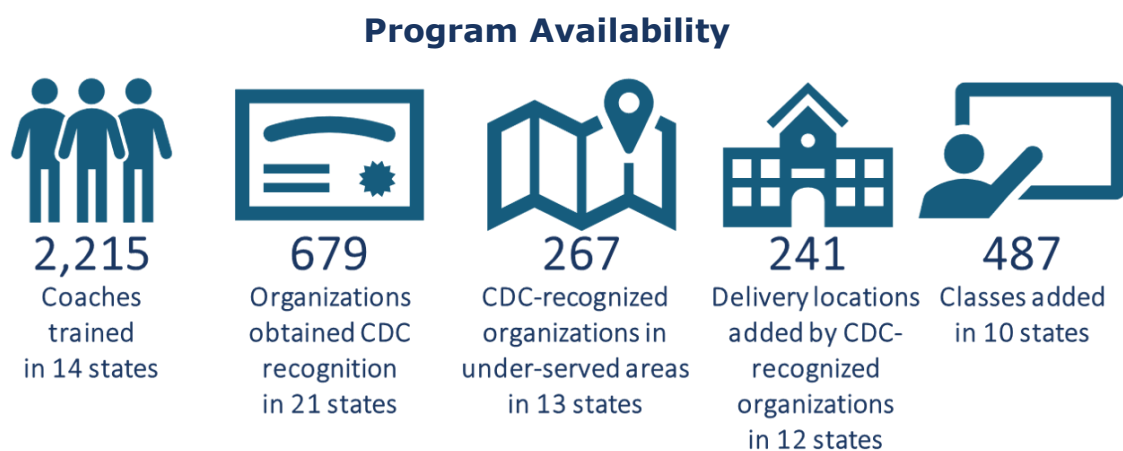 Program Availability
2,215
Coaches
trained
in 14 states
679
Organizations
obtained CDC
recognition
in 21 states
267
CDC-recognized
organizations in
under-served areas
in 13 states
241
Delivery locations
added by CDC-
recognized
organizations
in 12 states
487
Classes added
in 10 states